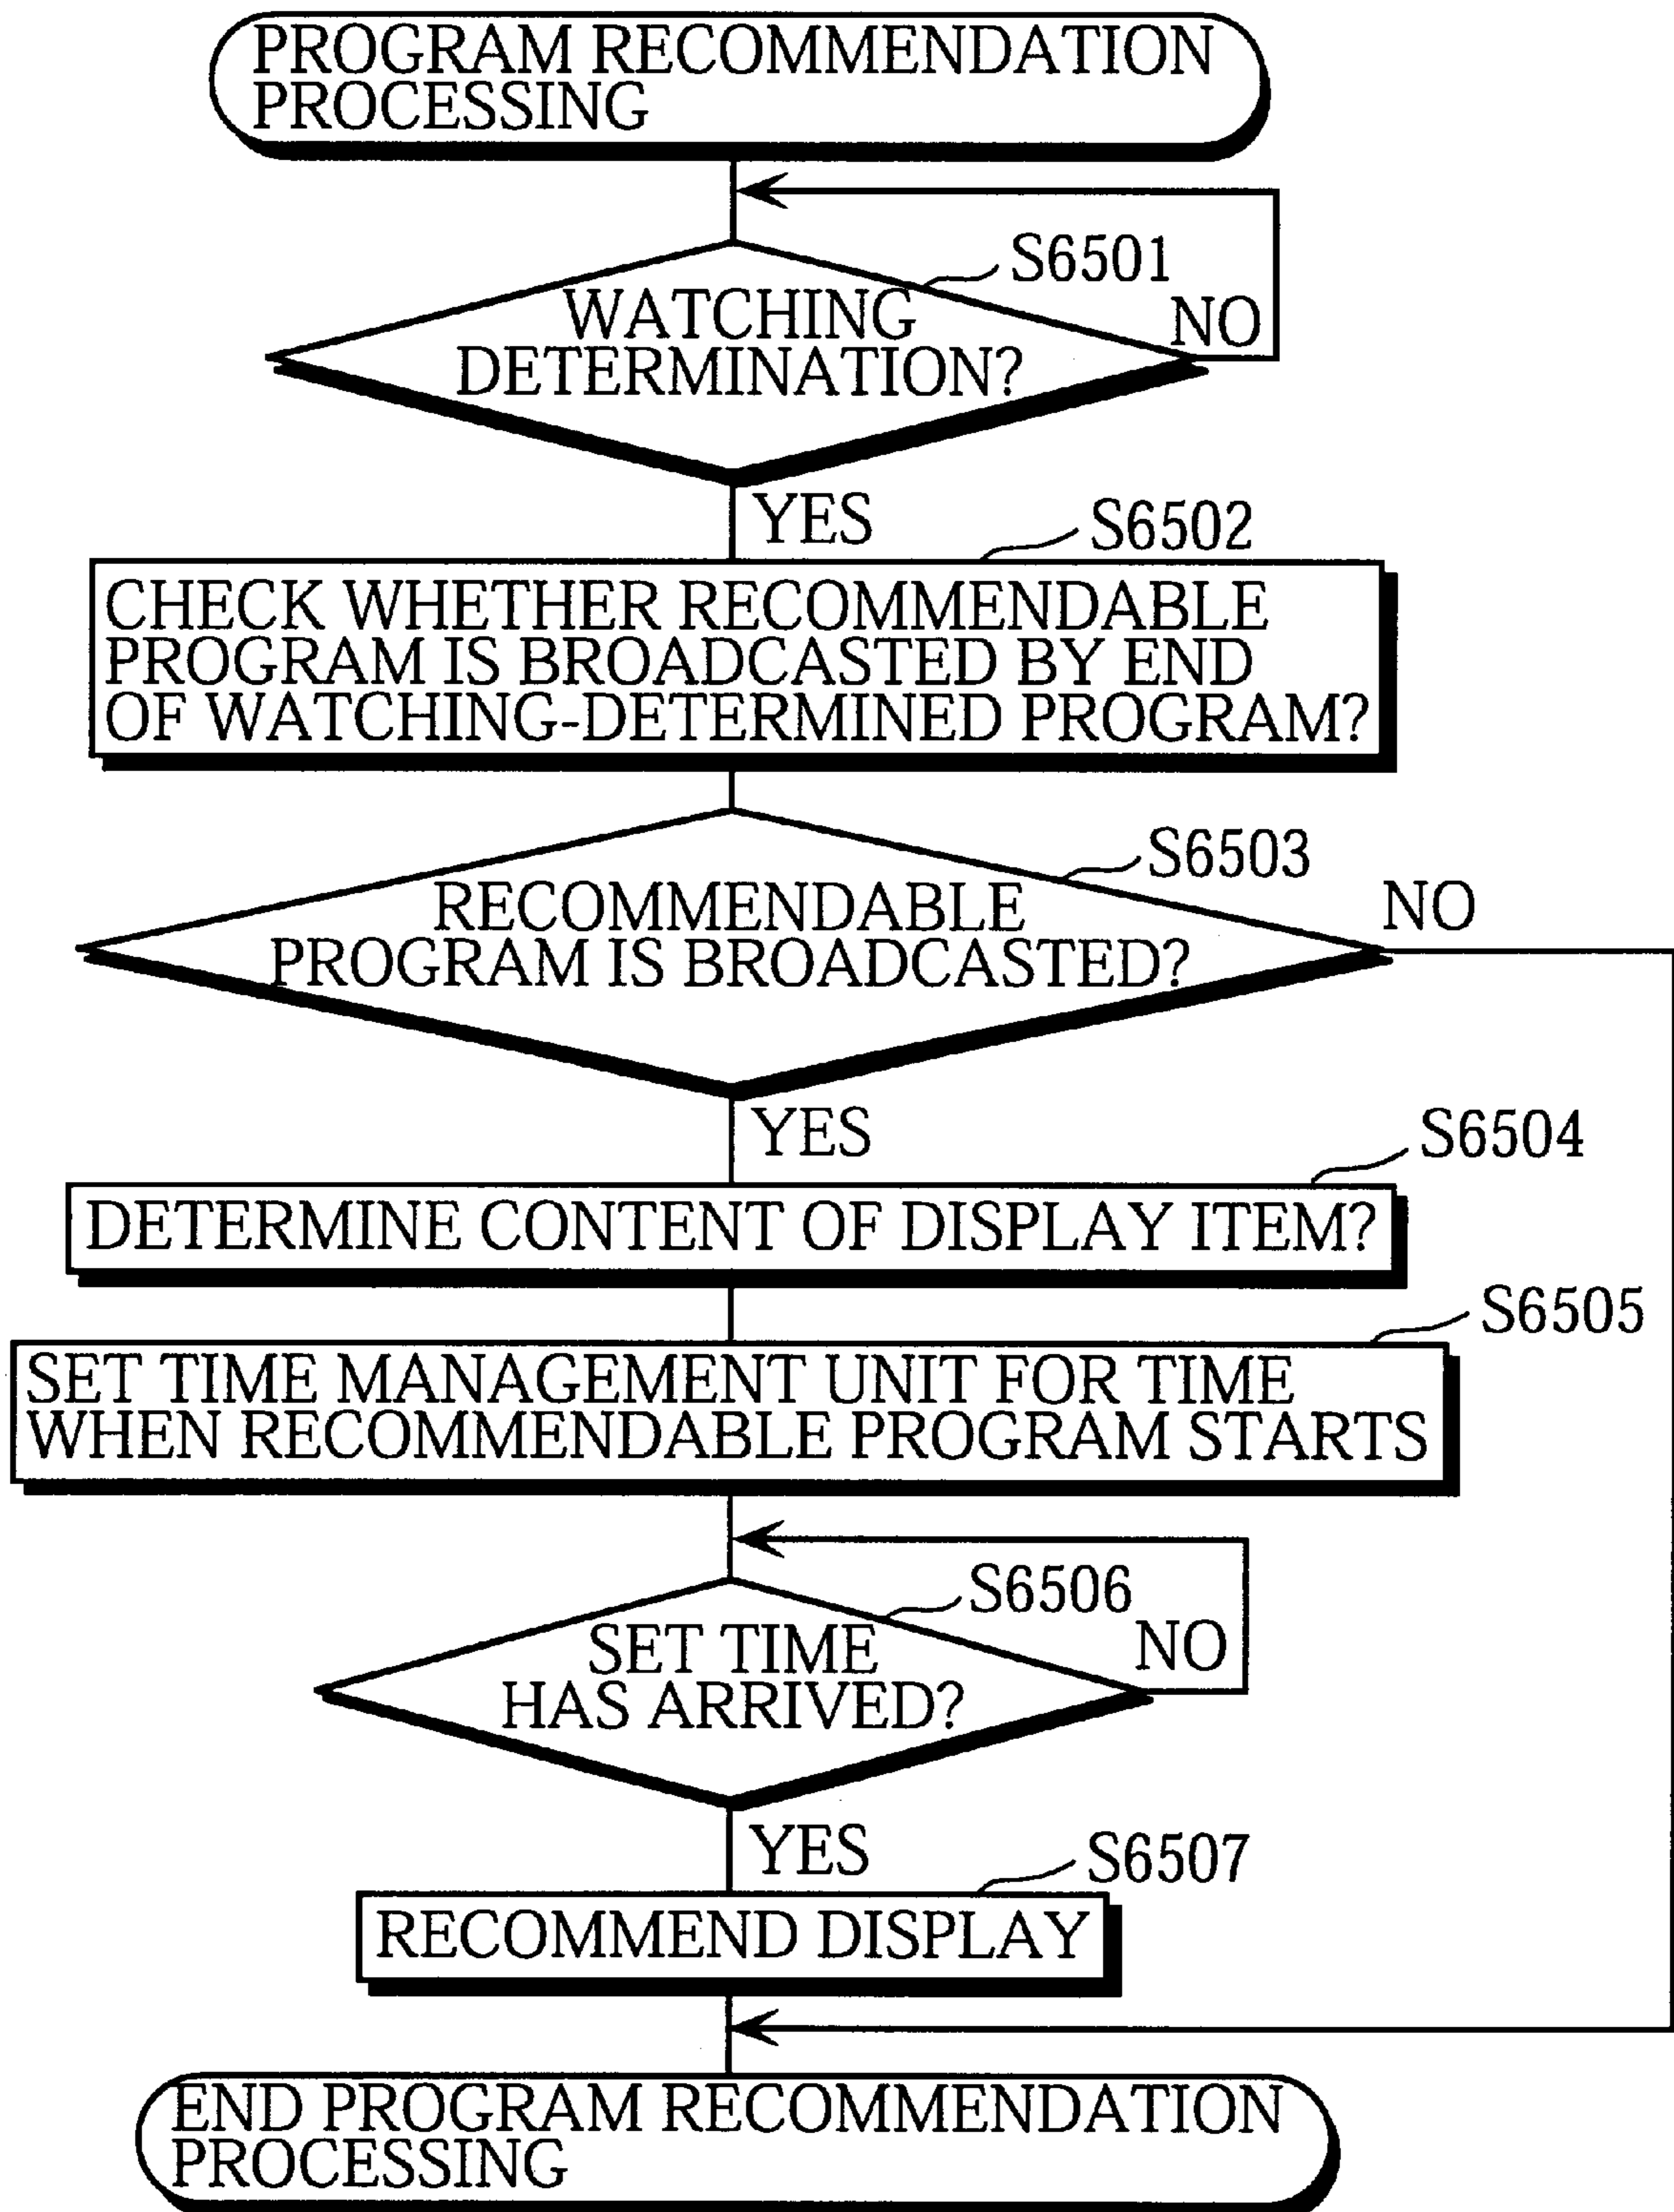 PROGRAM RECOMMENDATION
PROCESSING
S6501
WATCHING
DETERMINATION?
NO
YES
S6502
CHECK WHETHER RECOMMENDABLE
PROGRAM IS BROADCASTED BY END
OF WATCHING-DETERMINED PROGRAM?
S6503
NO
RECOMMENDABLE
PROGRAM IS BROADCASTED?
YES
S6504
DETERMINE CONTENT OF DISPLAY ITEM?
S6505
SET TIME MANAGEMENT UNIT FOR TIME
WHEN RECOMMENDABLE PROGRAM STARTS
S6506
NO
SET TIME
HAS ARRIVED?
YES
S6507
RECOMMEND DISPLAY
END PROGRAM RECOMMENDATION
PROCESSING